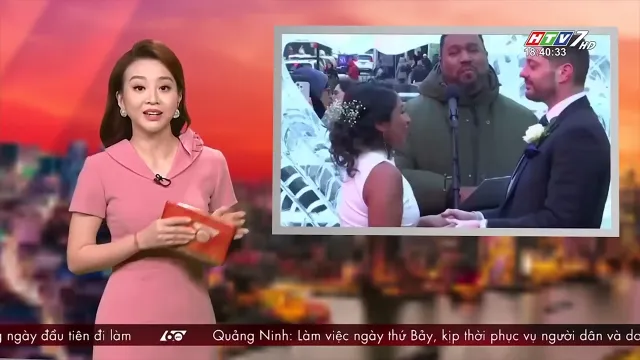 HTV7 HD
18:40:33
g ngày đầu tiên đi làm 60 Quảng Ninh: Làm việc ngày thứ Bảy, kịp thời phục vụ người dân và do